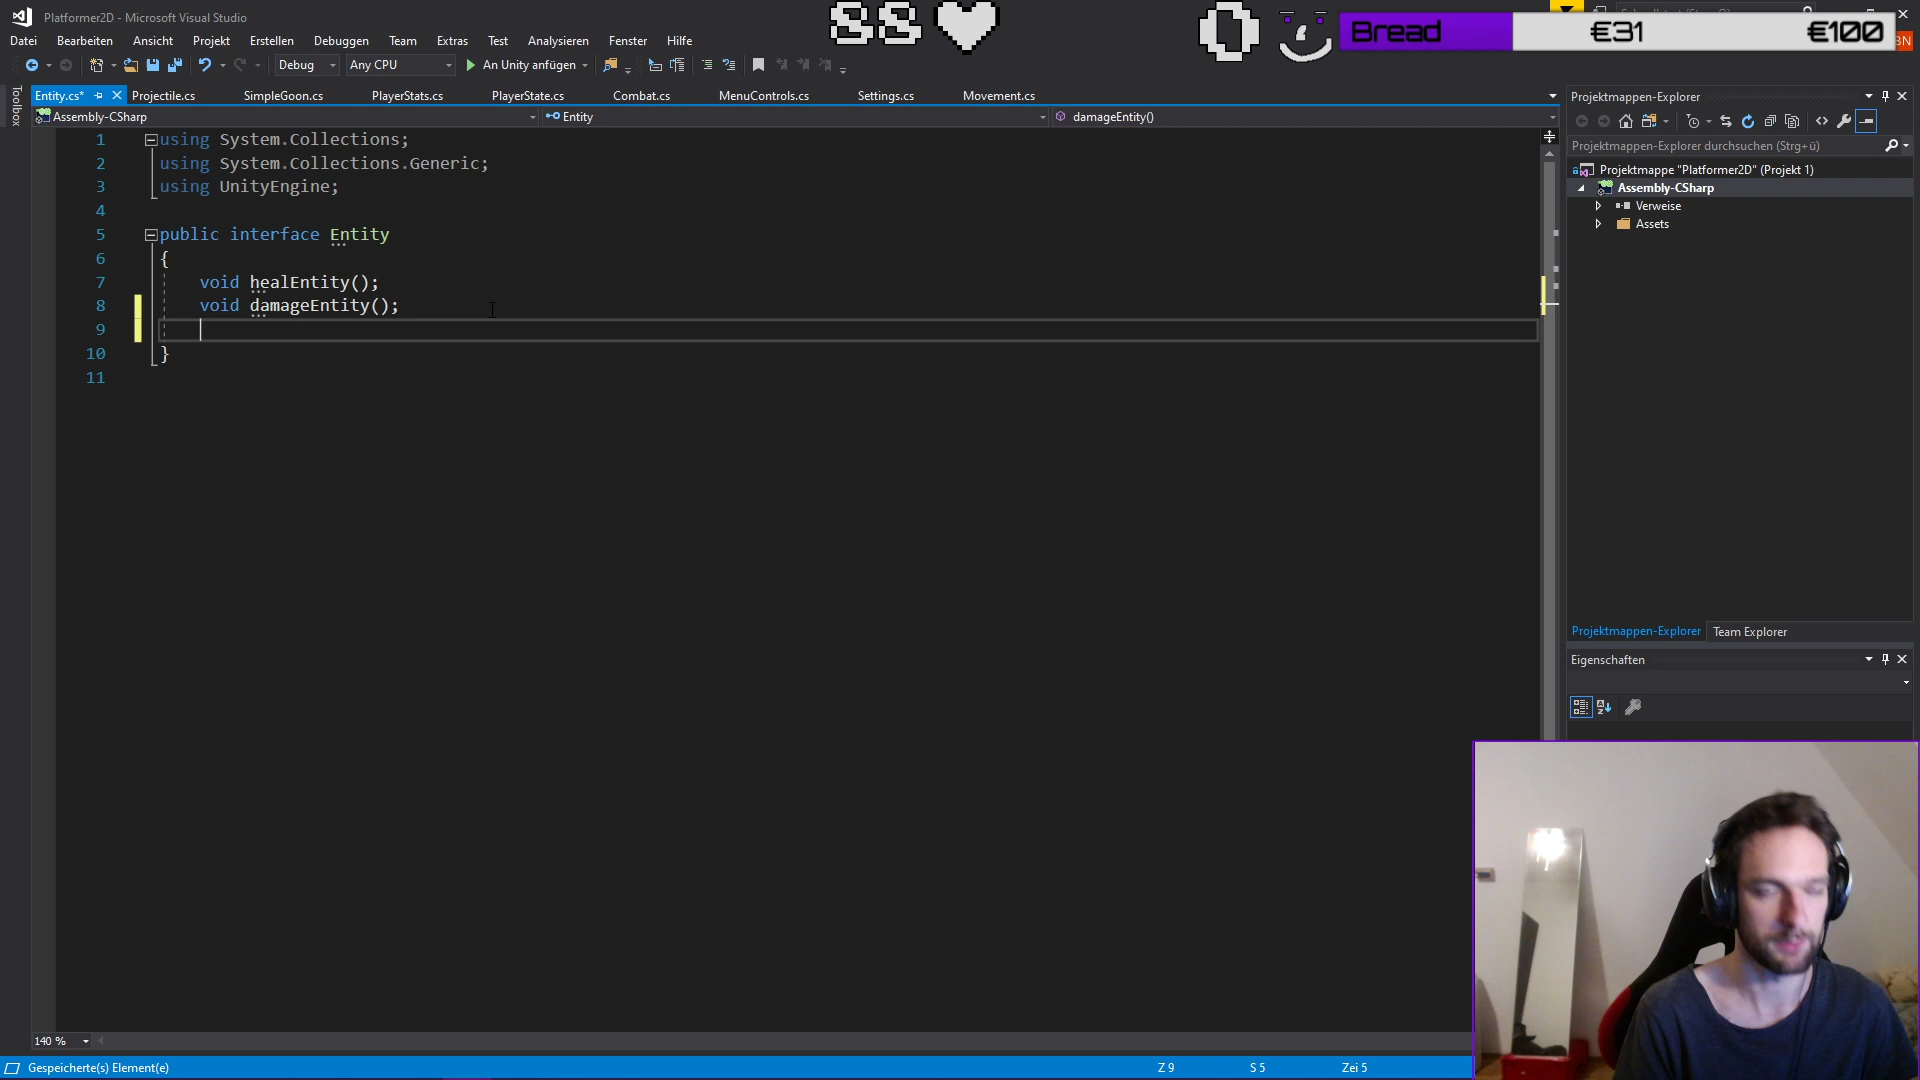 Platformer2D - Microsoft Visual Studio
Datei Bearbeiten Ansicht Projekt Erstellen Debuggen Team Extras Test Analysieren Fenster Hilfe
Debug Any CPU An Unity anfügen
SS
0
Bread €31 €100
Toolbox
Entity.cs* Projectile.cs SimpleGoon.cs PlayerStats.cs PlayerState.cs Combat.cs MenuControls.cs Settings.cs Movement.cs
Assembly-CSharp Entity damageEntity()
1 using System.Collections;
2 using System.Collections.Generic;
3 using UnityEngine;
4
5 public interface Entity
6 {
7 void healEntity();
8 void damageEntity();
9
10 }
11
Projektmappen-Explorer
Projektmappen-Explorer durchsuchen (Strg+ü)
Projektmappe "Platformer2D" (Projekt 1)
Assembly-CSharp
Verweise
Assets
Projektmappen-Explorer Team Explorer
Eigenschaften
140 %
Gespeicherte(s) Element(e) Z 9 S 5 Zei 5